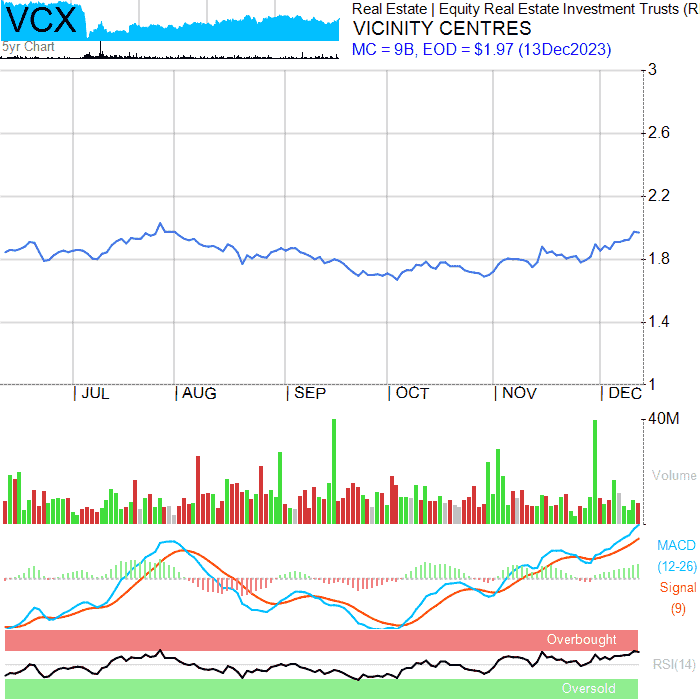 VCX
5yr Chart
Real Estate | Equity Real Estate Investment Trusts (R
VICINITY CENTRES
MC = 9B, EOD = $1.97 (13Dec2023)
3
2.6
2.2
1.8
1.4
1
JUL
AUG
SEP
OCT
NOV
DEC
40M
Volume
MACD
(12-26)
Signal
(9)
Overbought
RSI(14)
Oversold